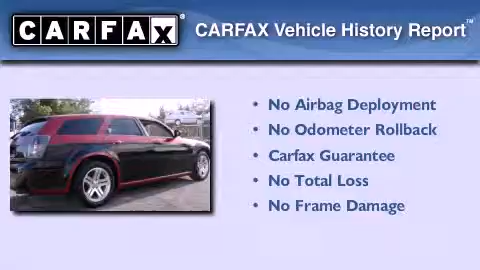 CARFAX® CARFAX Vehicle History Report™
• No Airbag Deployment
• No Odometer Rollback
• Carfax Guarantee
• No Total Loss
• No Frame Damage